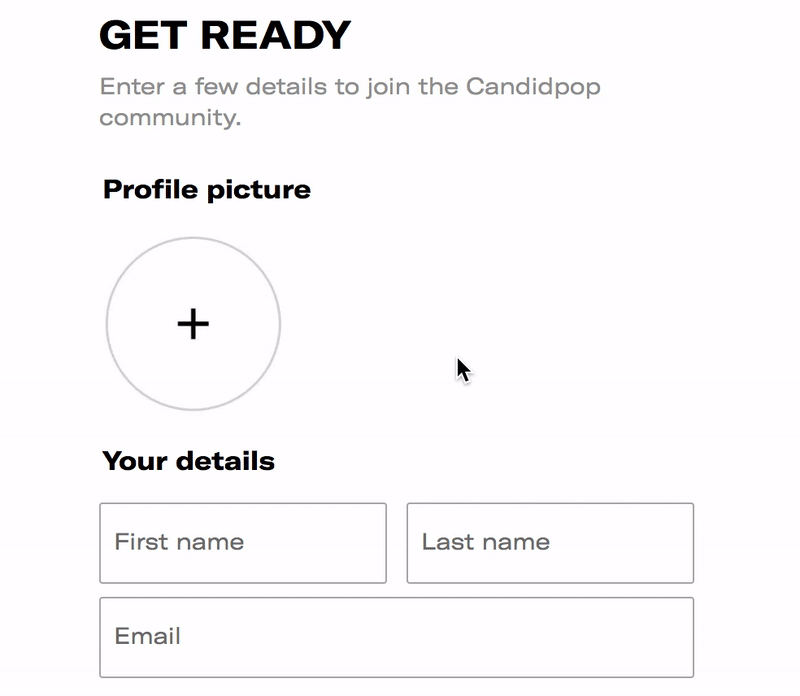 GET READY
Enter a few details to join the Candidpop
community.
Profile picture
+
Your details
First name
Last name
Email